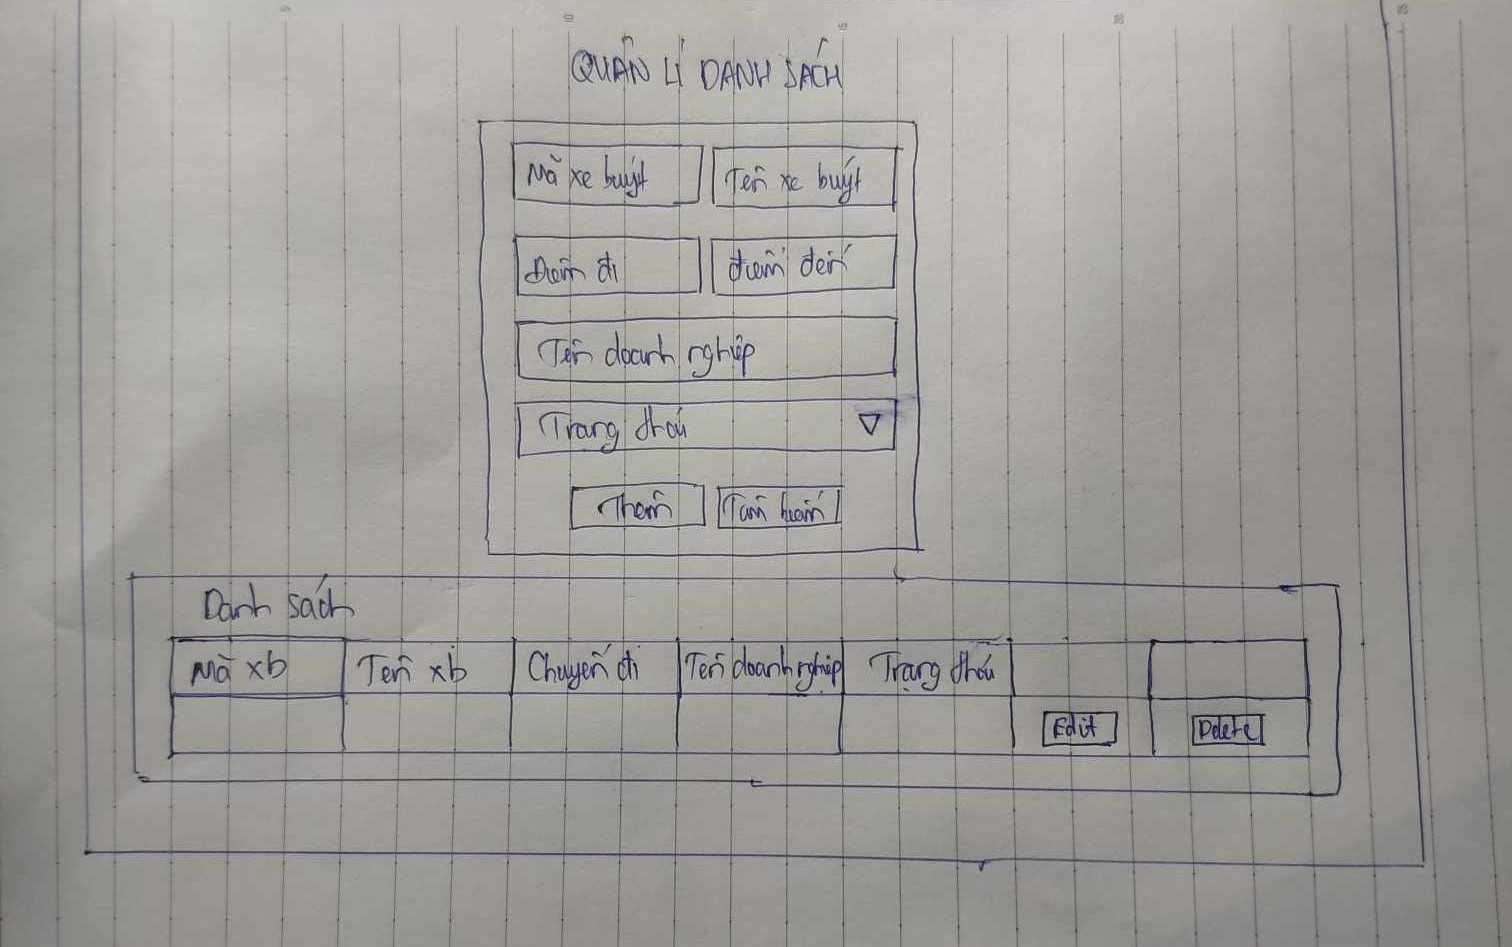 QUẢN LÍ DANH SÁCH
Mã xe buýt Tên xe buýt
Điểm đi điểm đến
Tên doanh nghiệp
Trạng thái
Thêm Tìm kiếm
Danh sách
Mã xb Tên xb Chuyến đi Tên doanh nghiệp Trạng thái
Edit Delete